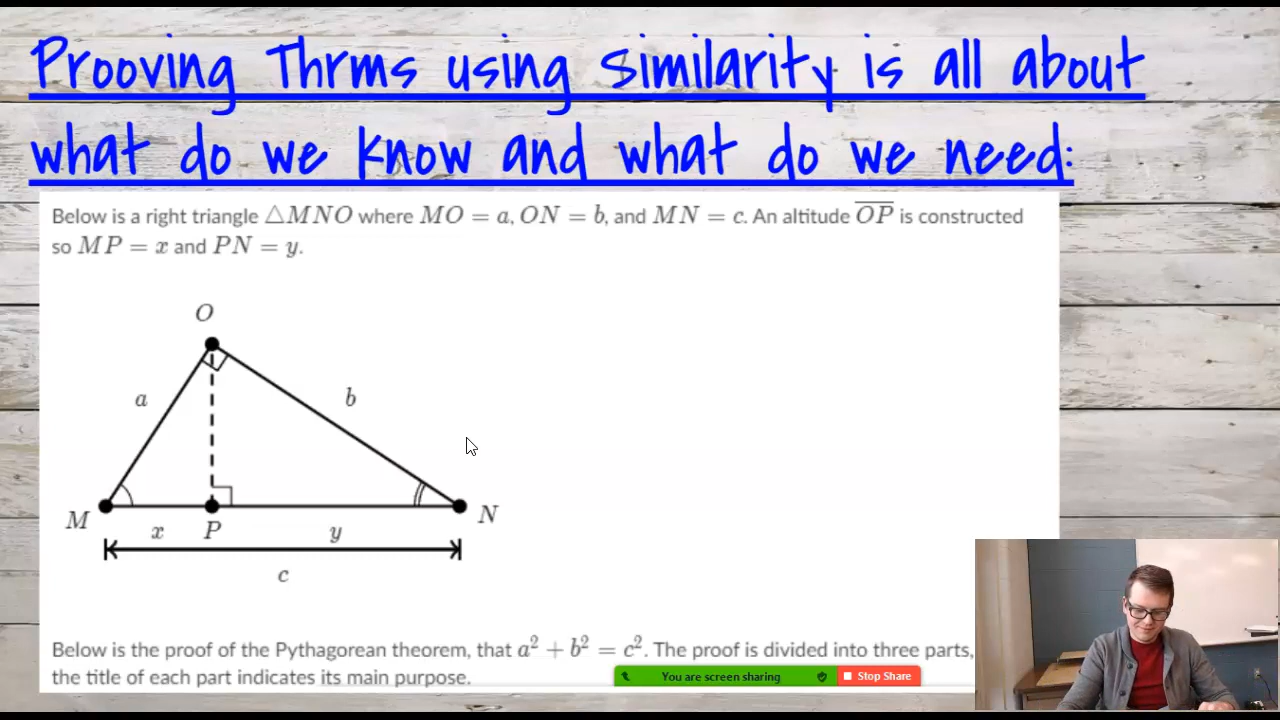 Prooving Thrms using Similarity is all about
what do we know and what do we need:
Below is a right triangle △MNO where MO = a, ON = b, and MN = c. An altitude O͞P͞ is constructed
so MP = x and PN = y.
O
a
b
M
x
P
y
N
c
Below is the proof of the Pythagorean theorem, that a² + b² = c². The proof is divided into three parts,
the title of each part indicates its main purpose.
You are screen sharing
Stop Share